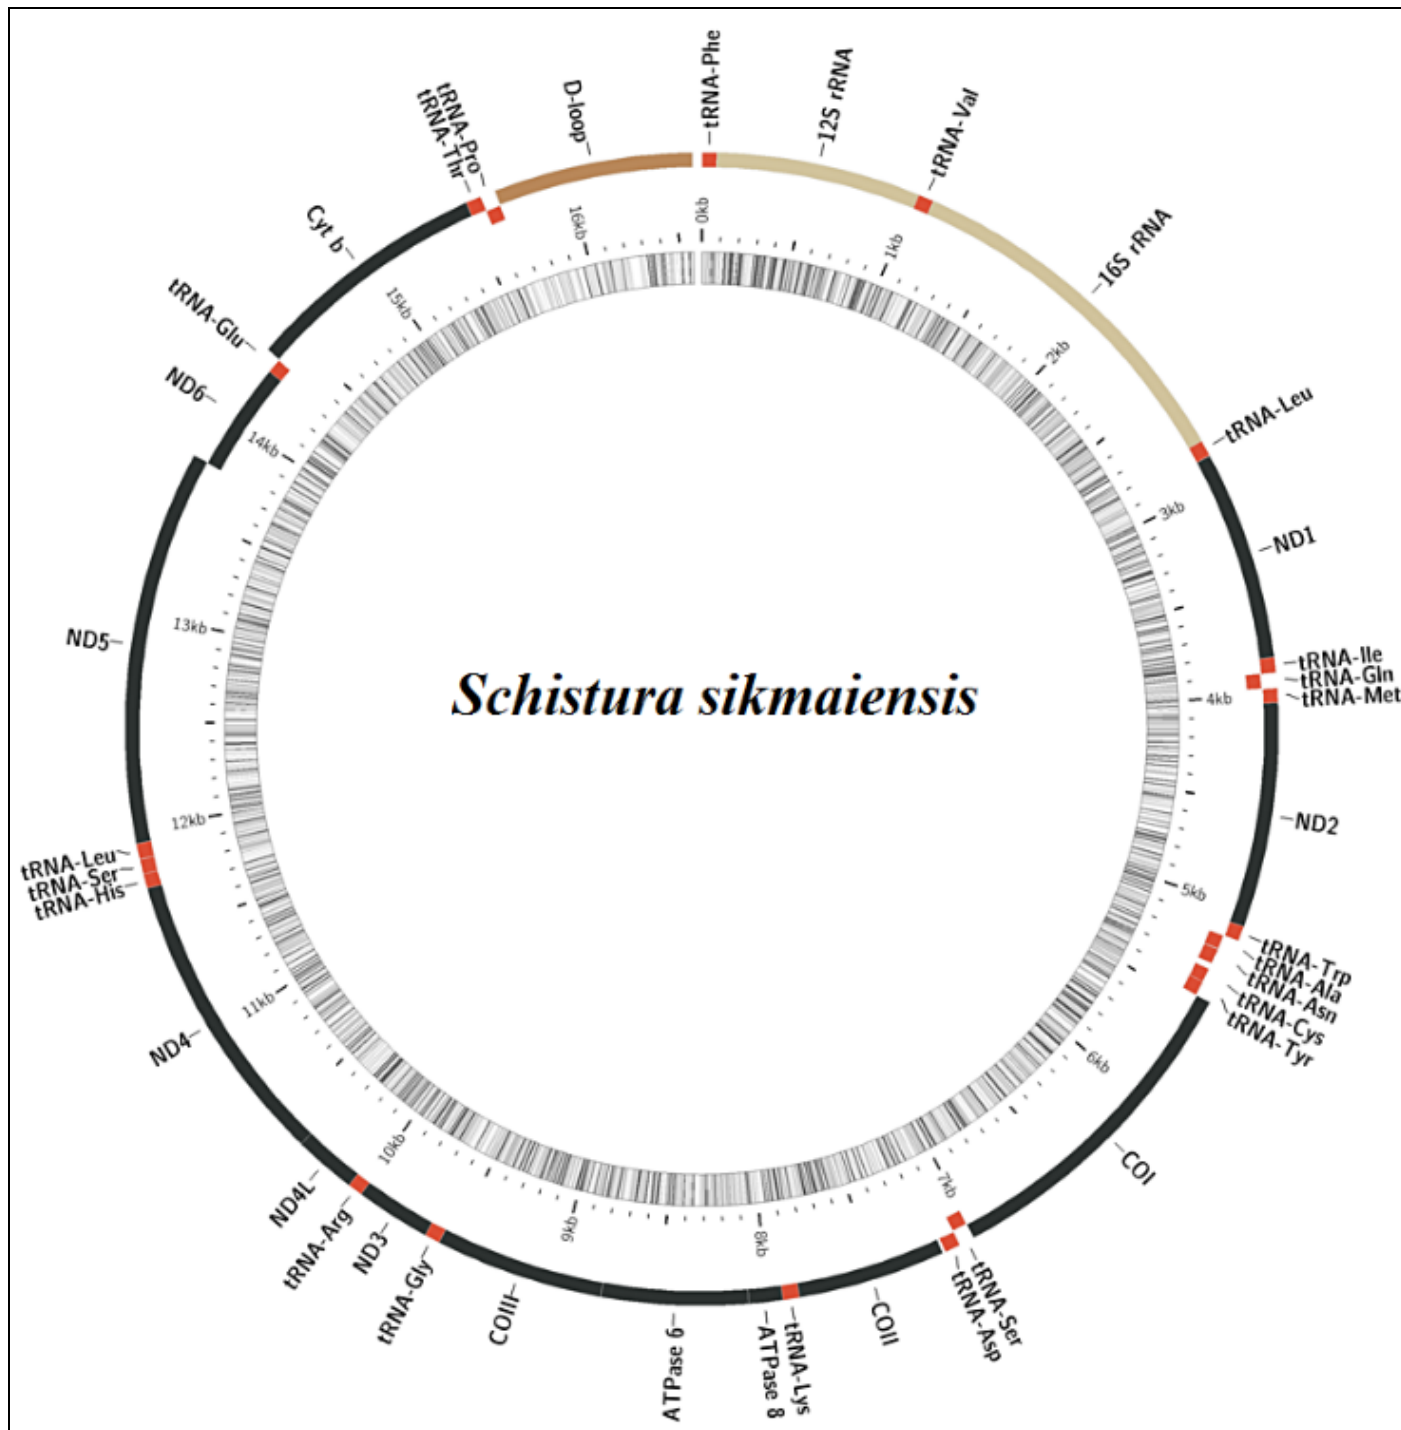 tRNA-Phe
12S rRNA
tRNA-Val
16S rRNA
tRNA-Leu
ND1
tRNA-Ile
tRNA-Gln
tRNA-Met
ND2
tRNA-Trp
tRNA-Ala
tRNA-Asn
tRNA-Cys
tRNA-Tyr
COI
tRNA-Ser
tRNA-Asp
COII
tRNA-Lys
ATPase 8
ATPase 6
COIII
tRNA-Gly
ND3
tRNA-Arg
ND4L
ND4
tRNA-His
tRNA-Ser
tRNA-Leu
ND5
ND6
tRNA-Glu
Cyt b
tRNA-Thr
tRNA-Pro
D-loop
0kb
1kb
2kb
3kb
4kb
5kb
6kb
7kb
8kb
9kb
10kb
11kb
12kb
13kb
14kb
15kb
16kb
Schistura sikmaiensis